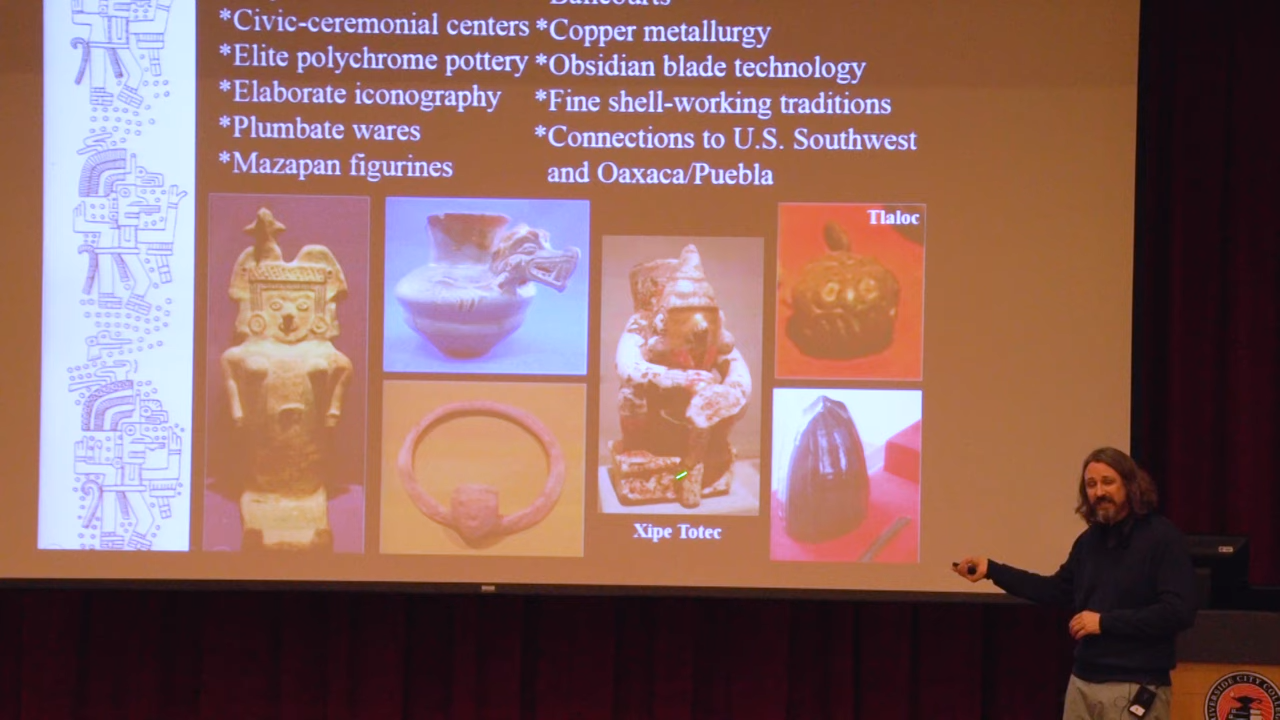 *Civic-ceremonial centers
*Elite polychrome pottery
*Elaborate iconography
*Plumbate wares
*Mazapan figurines
*Copper metallurgy
*Obsidian blade technology
*Fine shell-working traditions
*Connections to U.S. Southwest
and Oaxaca/Puebla
Tlaloc
Xipe Totec
CITY